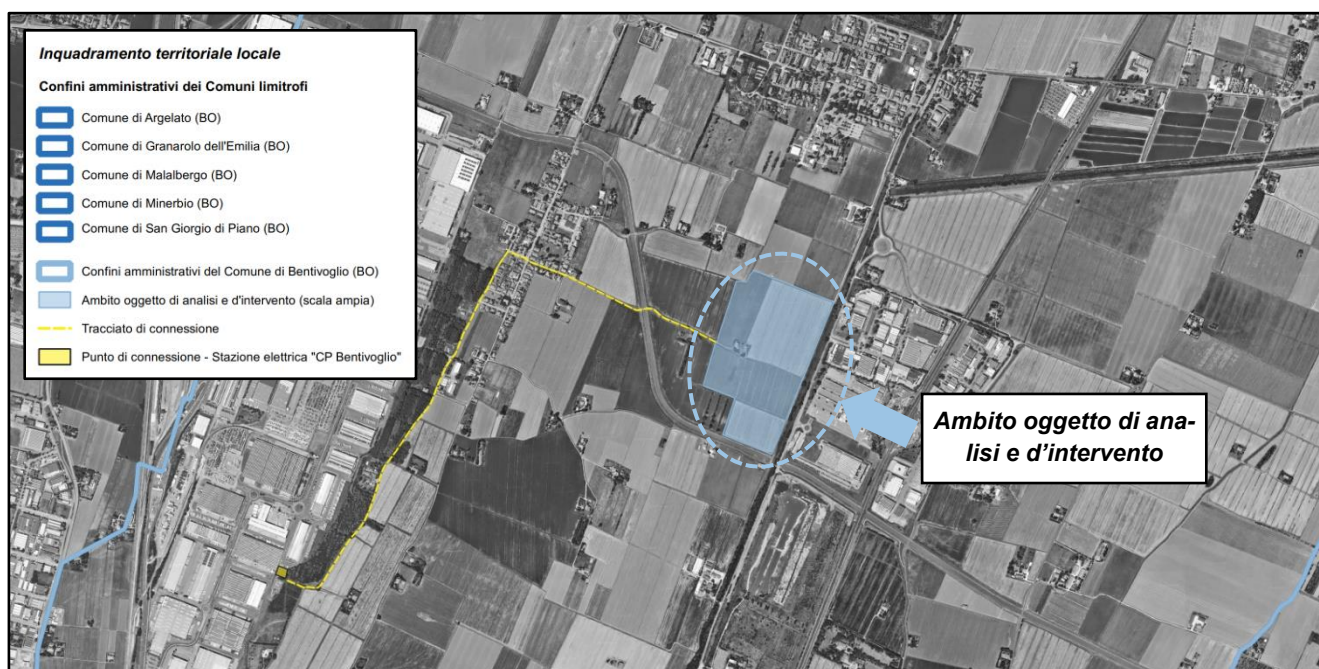 Inquadramento territoriale locale
Confini amministrativi dei Comuni limitrofi
Comune di Argelato (BO)
Comune di Granarolo dell'Emilia (BO)
Comune di Malalbergo (BO)
Comune di Minerbio (BO)
Comune di San Giorgio di Piano (BO)
Confini amministrativi del Comune di Bentivoglio (BO)
Ambito oggetto di analisi e d'intervento (scala ampia)
Tracciato di connessione
Punto di connessione - Stazione elettrica "CP Bentivoglio"
Ambito oggetto di ana-
lisi e d’intervento